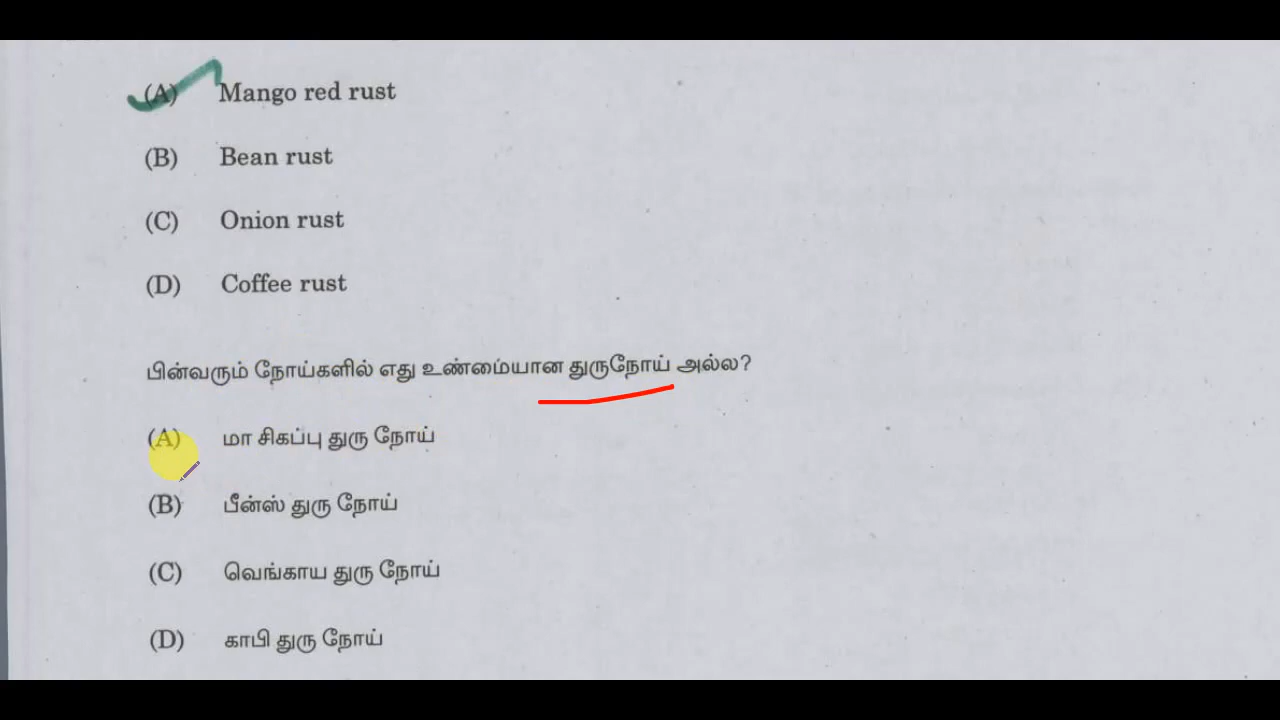 (A) Mango red rust
(B) Bean rust
(C) Onion rust
(D) Coffee rust
பின்வரும் நோய்களில் எது உண்மையான துருநோய் அல்ல?
(A) மா சிகப்பு துரு நோய்
(B) பீன்ஸ் துரு நோய்
(C) வெங்காய துரு நோய்
(D) காபி துரு நோய்